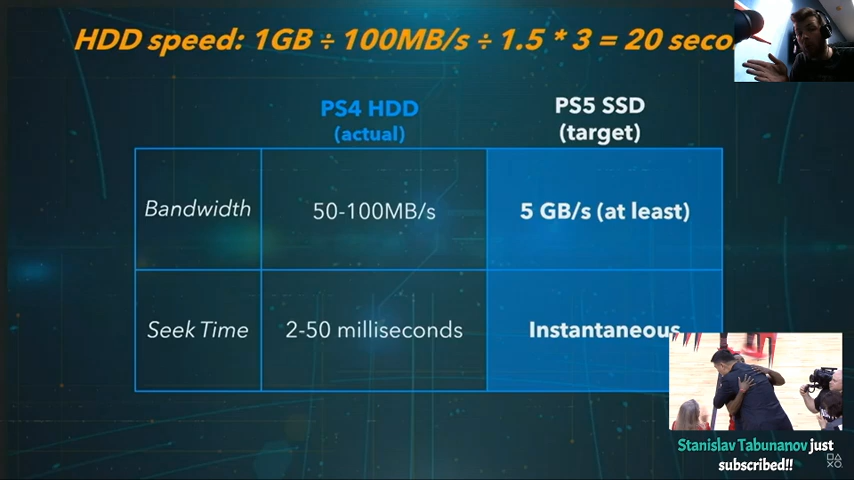 HDD speed: 1GB ÷ 100MB/s ÷ 1.5 * 3 = 20
PS4 HDD PS5 SSD
(actual) (target)
Bandwidth 50-100MB/s 5 GB/s (at least)
Seek Time 2-50 milliseconds Instantaneous
Stanislav Tabunanov just
subscribed!!